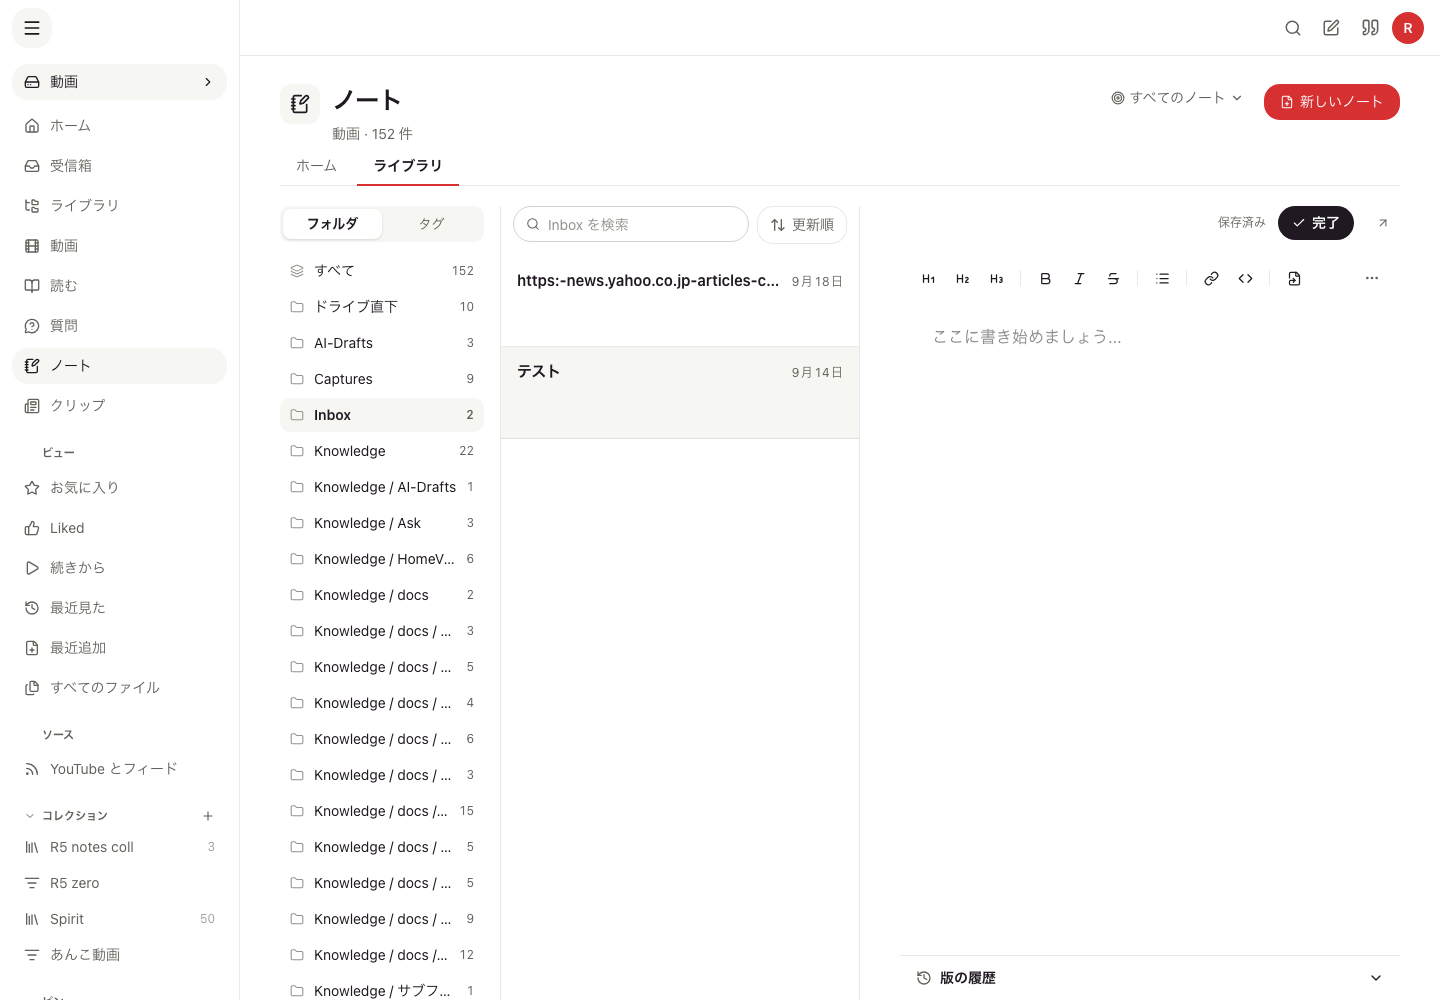 動画
ホーム
受信箱
ライブラリ
動画
読む
質問
ノート
クリップ
ビュー
お気に入り
Liked
続きから
最近見た
最近追加
すべてのファイル
ソース
YouTube とフィード
コレクション
R5 notes coll 3
R5 zero
Spirit 50
あんこ動画
R
ノート
動画 · 152 件
すべてのノート
新しいノート
ホーム ライブラリ
フォルダ タグ
すべて 152
ドライブ直下 10
AI-Drafts 3
Captures 9
Inbox 2
Knowledge 22
Knowledge / AI-Drafts 1
Knowledge / Ask 3
Knowledge / HomeV... 6
Knowledge / docs 2
Knowledge / docs / ... 3
Knowledge / docs / ... 5
Knowledge / docs / ... 4
Knowledge / docs / ... 6
Knowledge / docs / ... 3
Knowledge / docs /... 15
Knowledge / docs / ... 5
Knowledge / docs / ... 5
Knowledge / docs / ... 9
Knowledge / docs /... 12
Knowledge / サブフ... 1
Inbox を検索 更新順
https:-news.yahoo.co.jp-articles-c... 9月18日
テスト 9月14日
保存済み 完了
H1 H2 H3 B I S
ここに書き始めましょう...
版の履歴